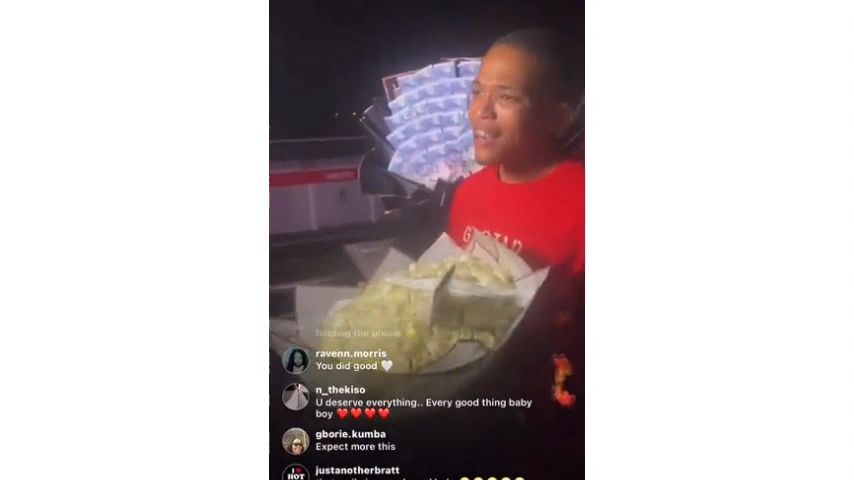 holding the phone
ravenn.morris
You did good 🤍
n_thekiso
U deserve everything.. Every good thing baby
boy ❤️❤️❤️❤️
gborie.kumba
Expect more this
justanotherbratt
I ❤️
HOT